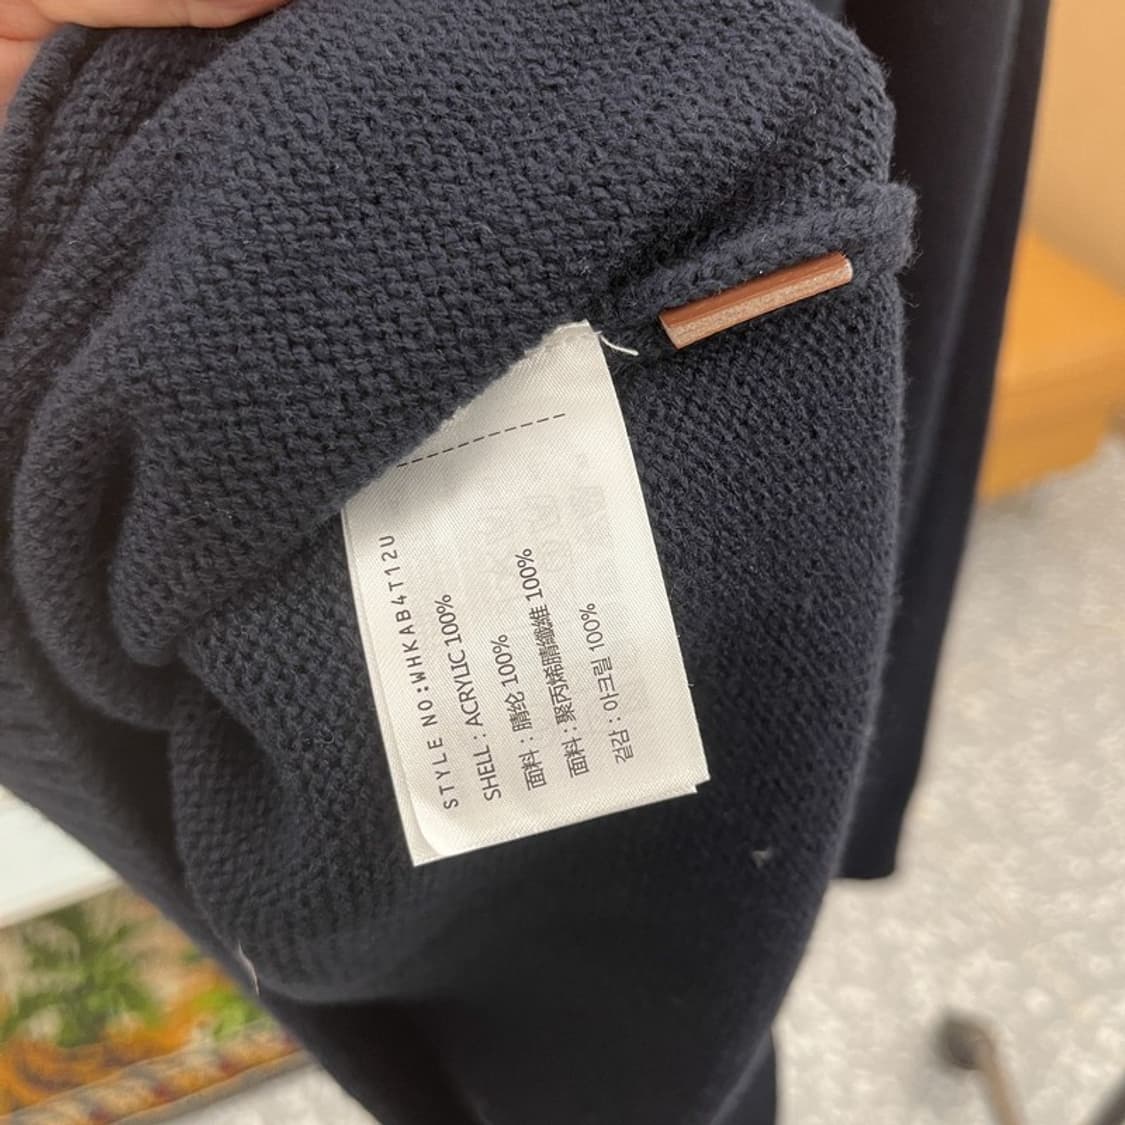 STYLE NO:WHKAB4T12U
SHELL : ACRYLIC 100%
面料 : 腈纶 100%
面料 : 聚丙烯腈纖維 100%
겉감 : 아크릴 100%